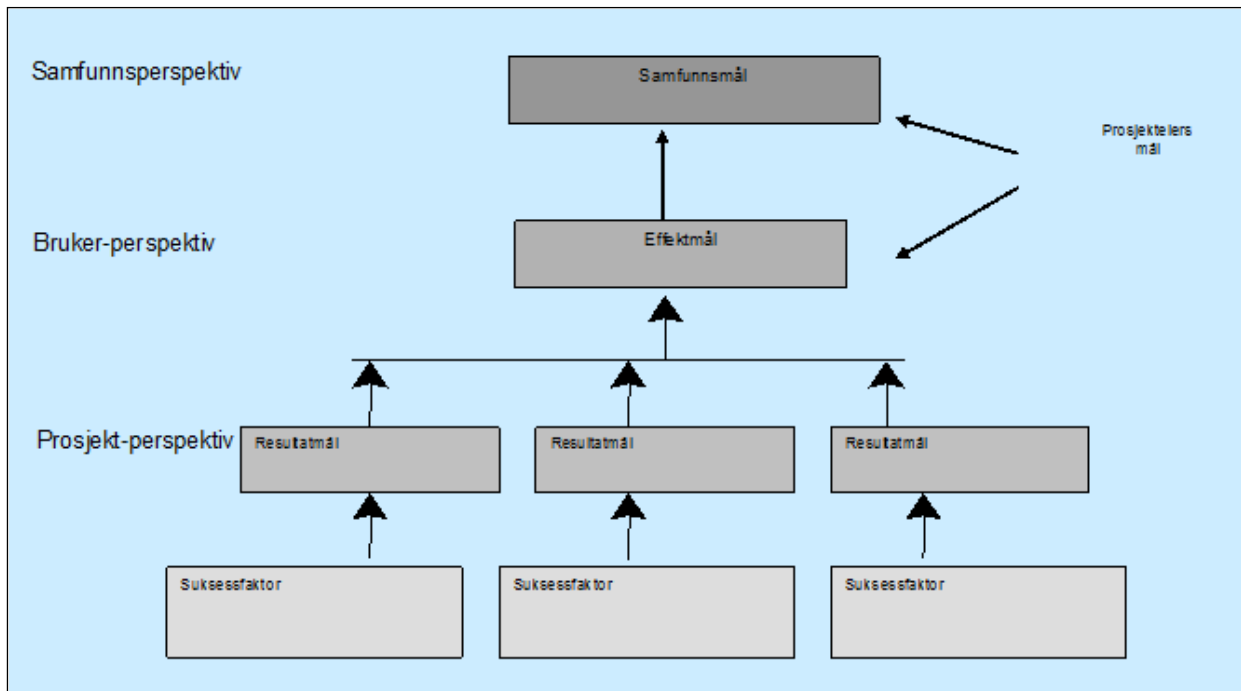 Samfunnsperspektiv
Samfunnsmål
Prosjekteiers
mål
Bruker-perspektiv
Effektmål
Prosjekt-perspektiv
Resultatmål
Resultatmål
Resultatmål
Suksessfaktor
Suksessfaktor
Suksessfaktor